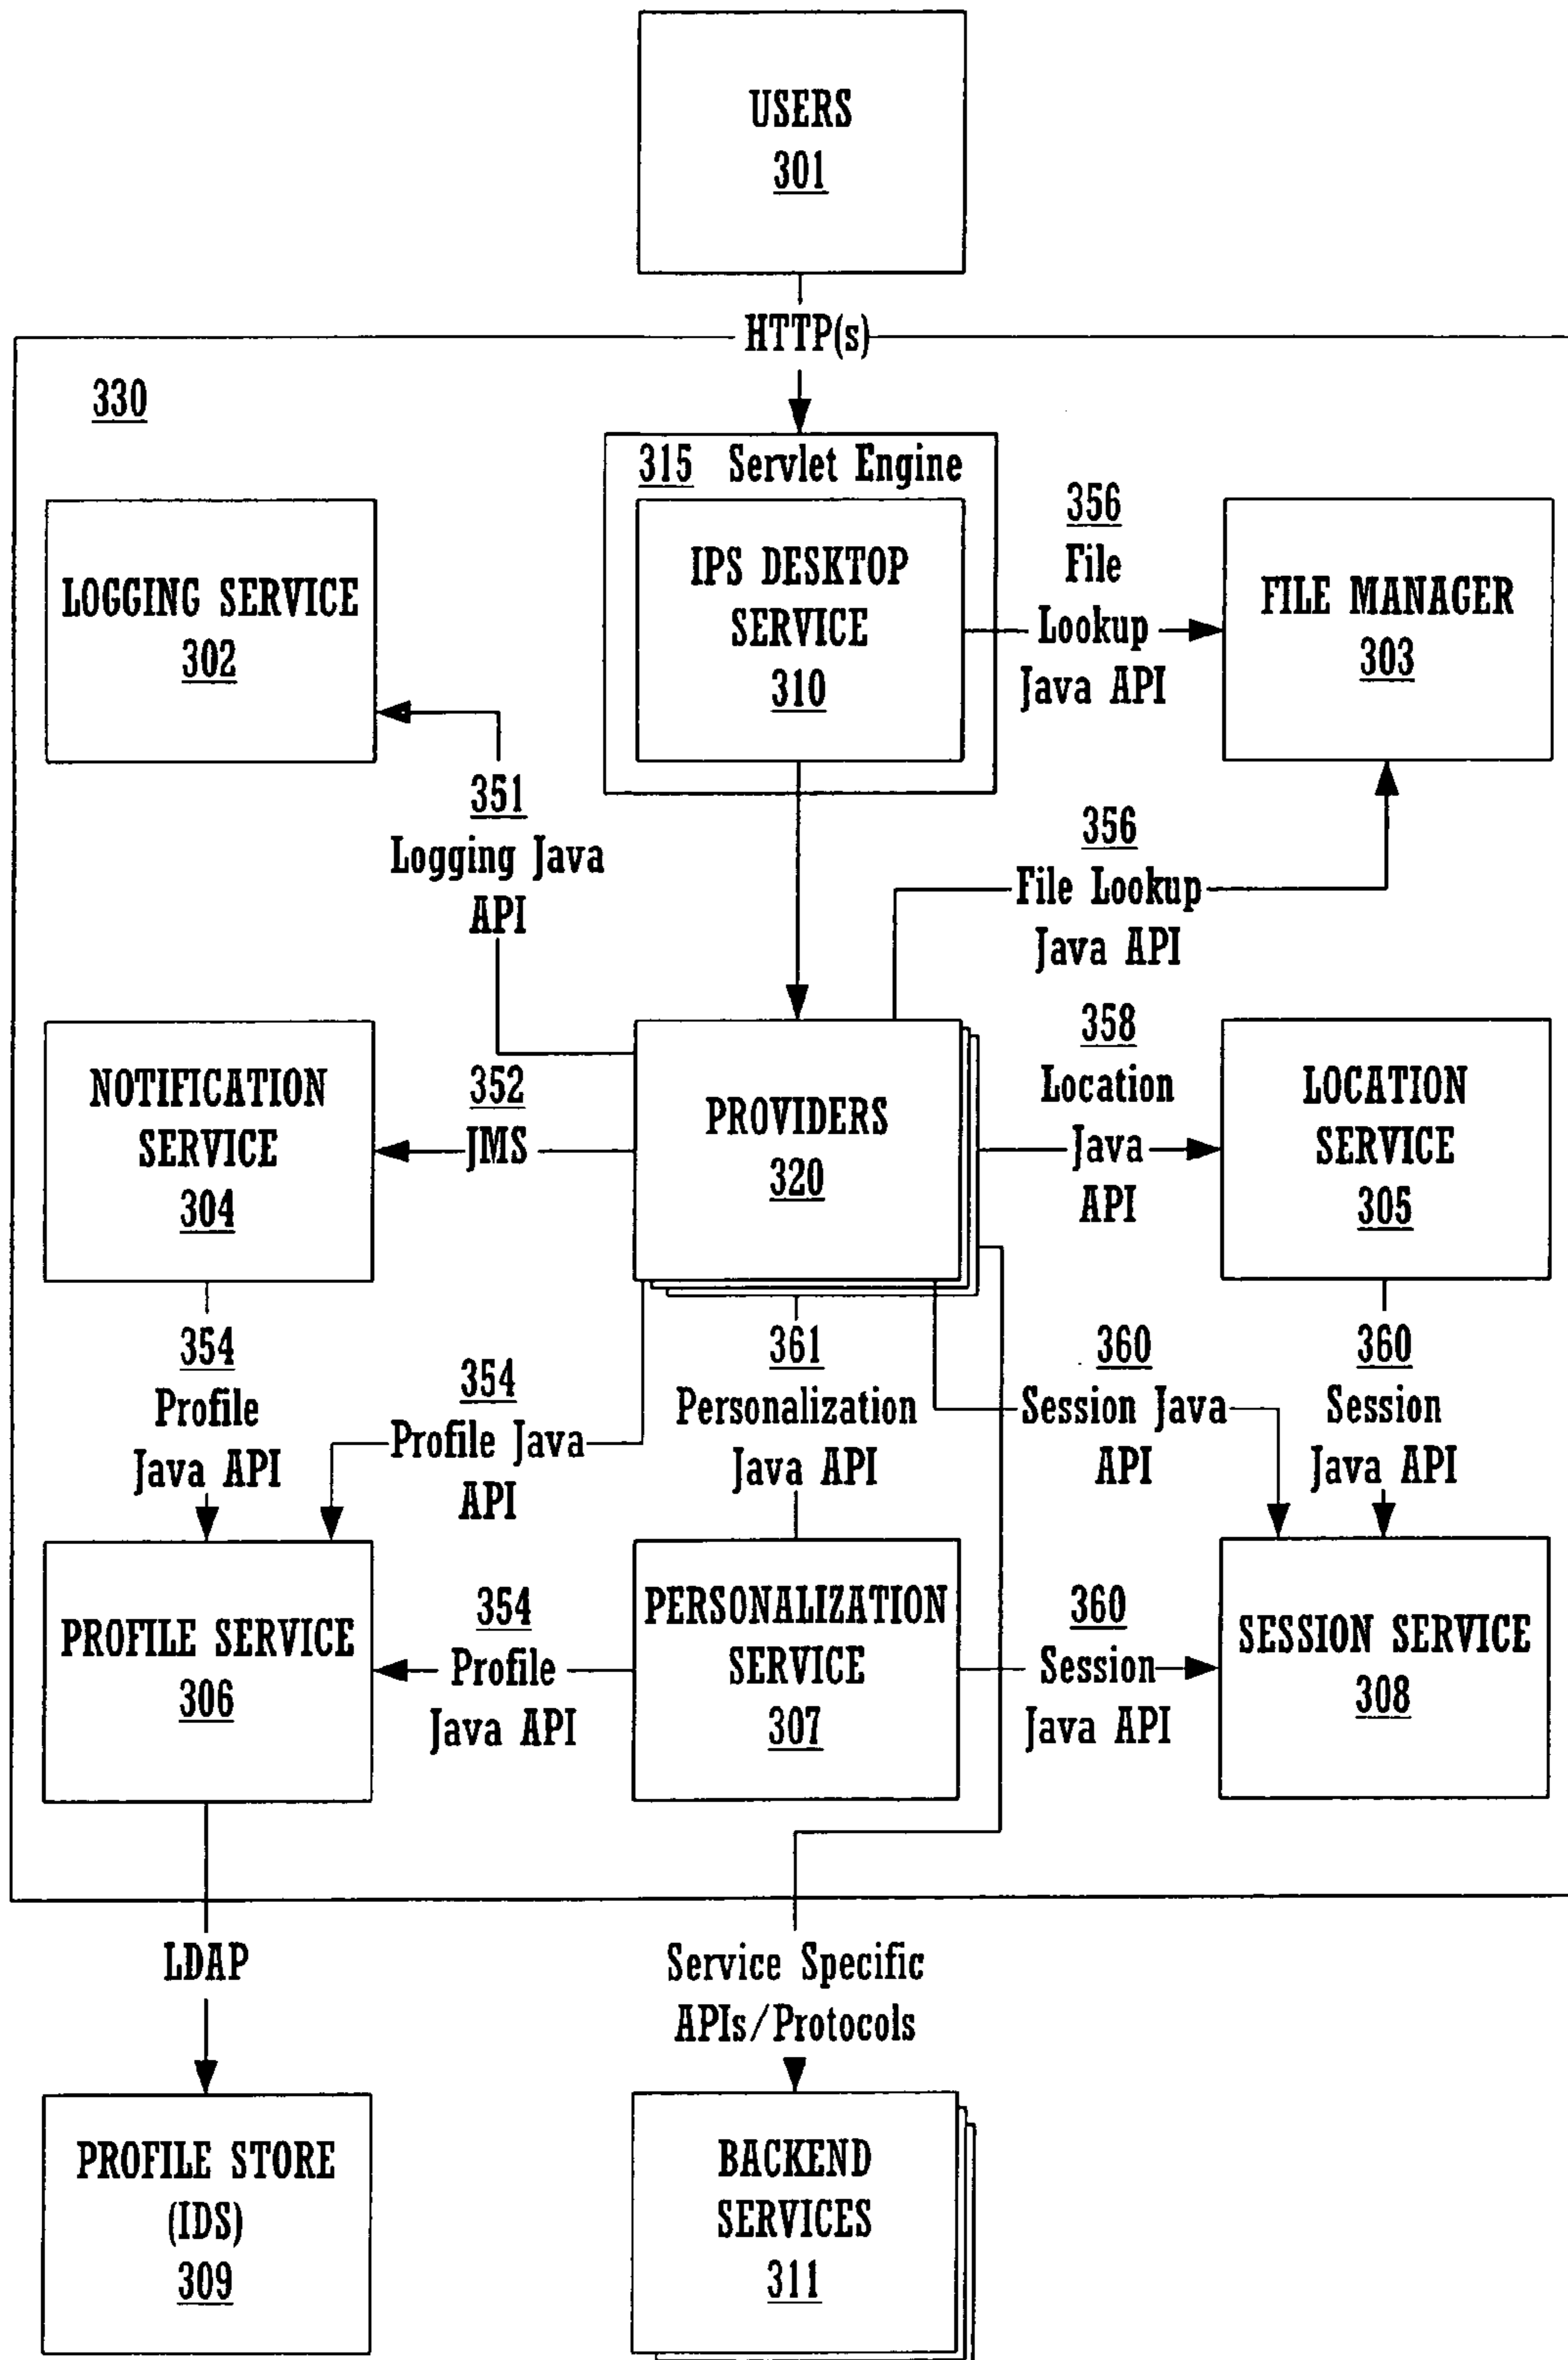 USERS
301
HTTP(s)
330
315 Servlet Engine
IPS DESKTOP
SERVICE
310
356
File
Lookup
Java API
FILE MANAGER
303
LOGGING SERVICE
302
351
Logging Java
API
356
File Lookup
Java API
NOTIFICATION
SERVICE
304
352
JMS
PROVIDERS
320
358
Location
Java
API
LOCATION
SERVICE
305
354
Profile
Java API
354
Profile Java
API
361
Personalization
Java API
360
Session Java
API
360
Session
Java API
PROFILE SERVICE
306
354
Profile
Java API
PERSONALIZATION
SERVICE
307
360
Session
Java API
SESSION SERVICE
308
LDAP
Service Specific
APIs/Protocols
PROFILE STORE
(IDS)
309
BACKEND
SERVICES
311